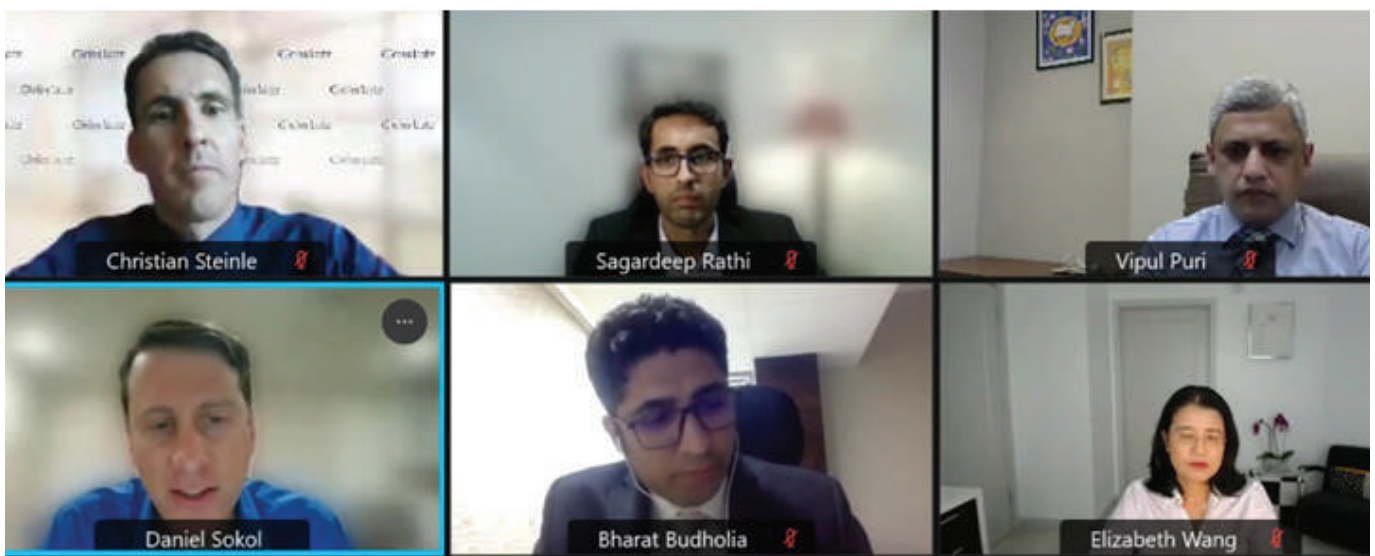 Christian Steinle
Sagardeep Rathi
Vipul Puri
Daniel Sokol
Bharat Budholia
Elizabeth Wang